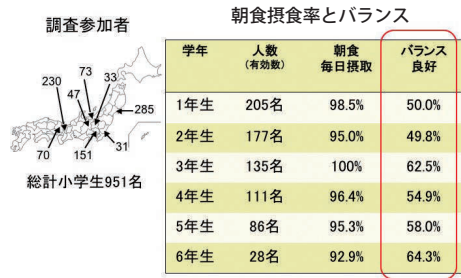 朝食摂食率とバランス
調査参加者
230
73
47
33
285
70
151
31
総計小学生951名
学年 人数 (有効数) 朝食 毎日摂取 バランス 良好
1年生 205名 98.5% 50.0%
2年生 177名 95.0% 49.8%
3年生 135名 100% 62.5%
4年生 111名 96.4% 54.9%
5年生 86名 95.3% 58.0%
6年生 28名 92.9% 64.3%